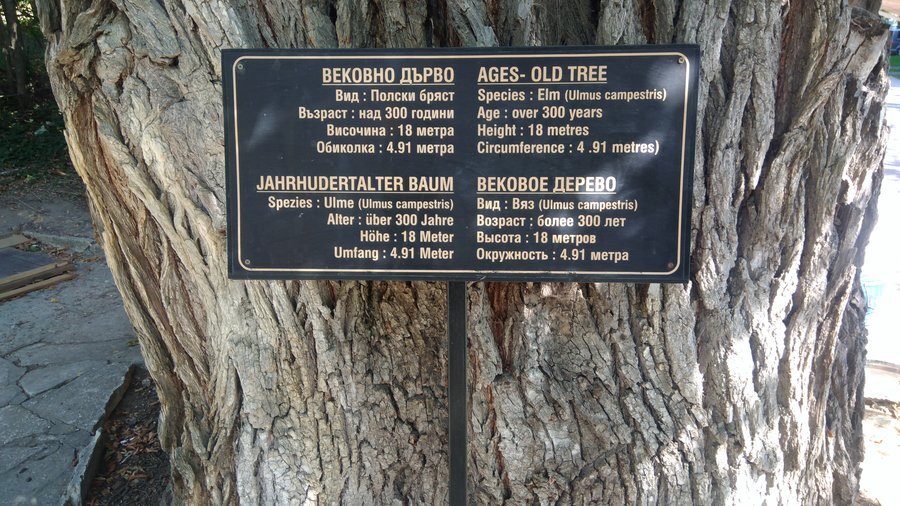 ВЕКОВНО ДЪРВО
Вид : Полски бряст
Възраст : над 300 години
Височина : 18 метра
Обиколка : 4.91 метра
AGES- OLD TREE
Species : Elm (Ulmus campestris)
Age : over 300 years
Height : 18 metres
Circumference : 4 .91 metres)
JAHRHUDERTALTER BAUM
Spezies : Ulme (Ulmus campestris)
Alter : über 300 Jahre
Höhe : 18 Meter
Umfang : 4.91 Meter
ВЕКОВОЕ ДЕРЕВО
Вид : Вяз (Ulmus campestris)
Возраст : более 300 лет
Высота : 18 метров
Окружность : 4.91 метра